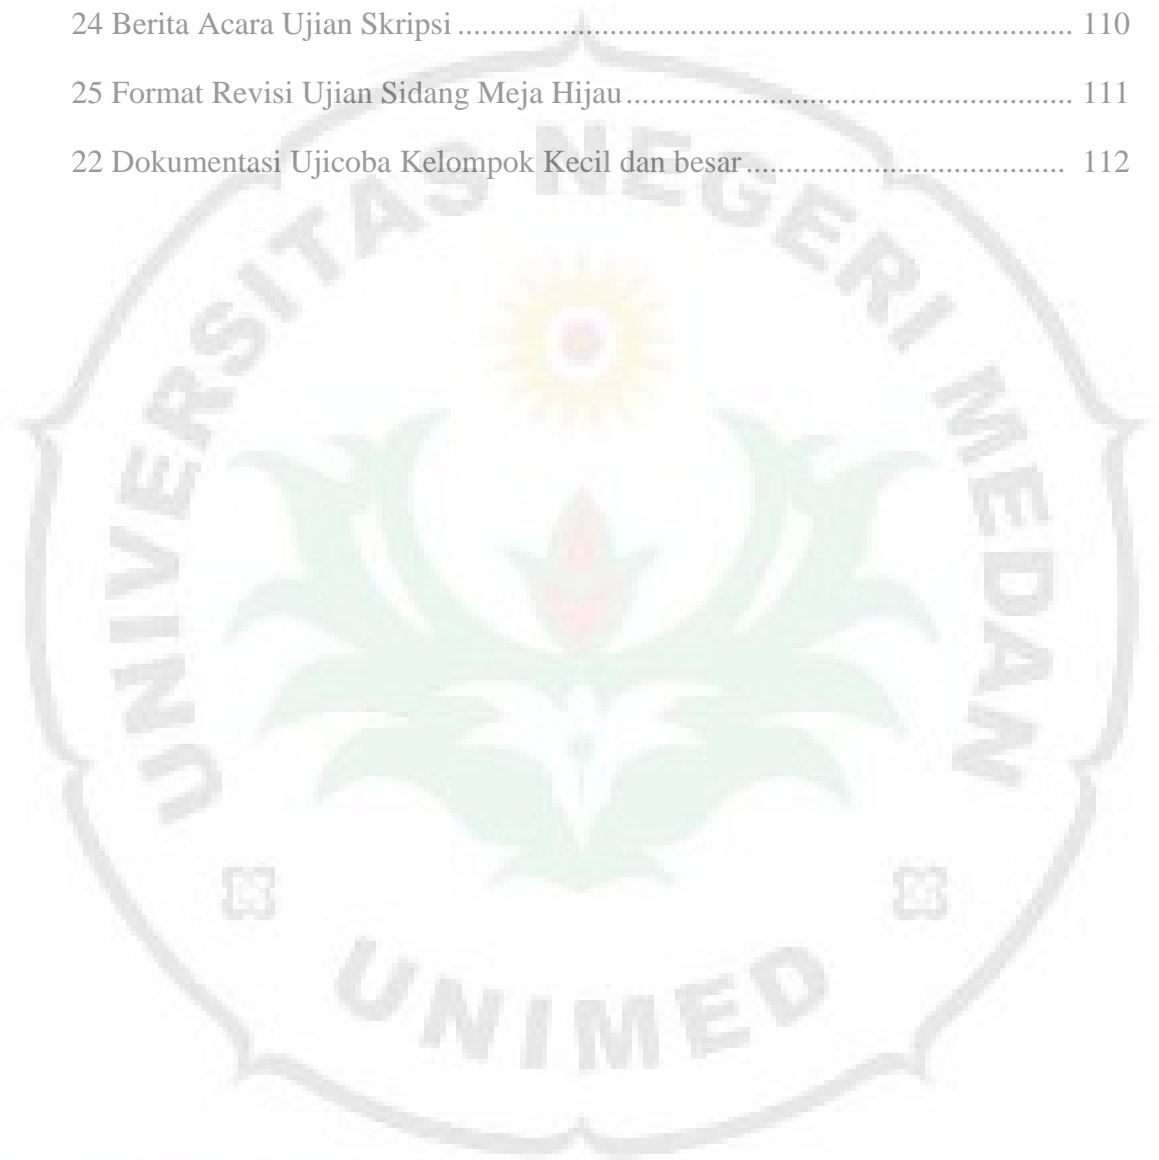 24 Berita Acara Ujian Skripsi ............................................................................ 110
25 Format Revisi Ujian Sidang Meja Hijau ....................................................... 111
22 Dokumentasi Ujicoba Kelompok Kecil dan besar ....................................... 112
UNIVERSITAS NEGERI MEDAN
UNIMED